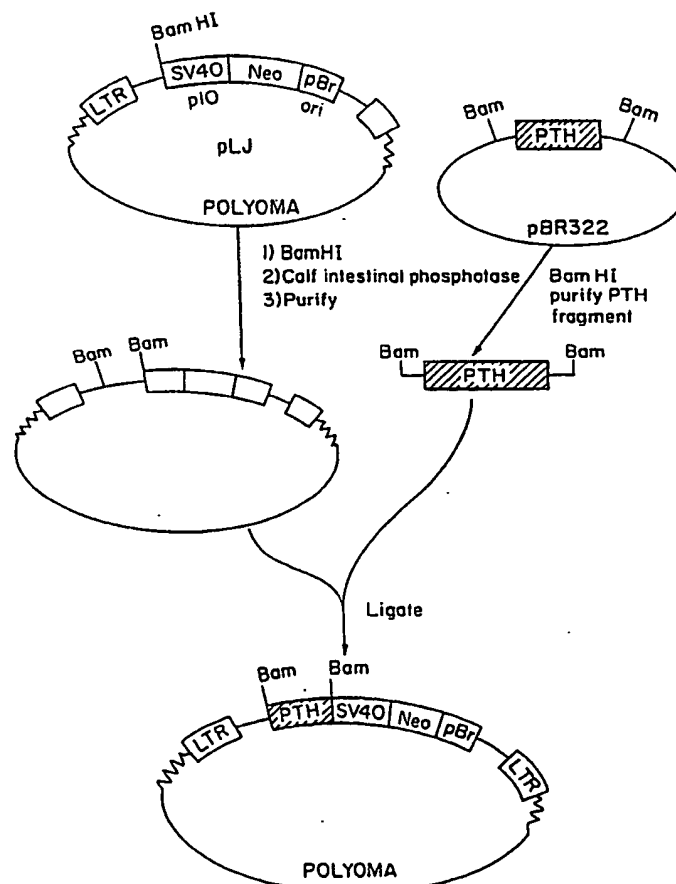 Bam HI
LTR
SV40
Neo
pBr
pIO
ori
pLJ
POLYOMA
Bam
PTH
Bam
pBR322
1) BamHI
2) Calf intestinal phosphotase
3) Purify
Bam HI
purify PTH
fragment
Bam
Bam
Bam
PTH
Bam
Ligate
Bam
Bam
LTR
PTH
SV40
Neo
pBr
LTR
POLYOMA